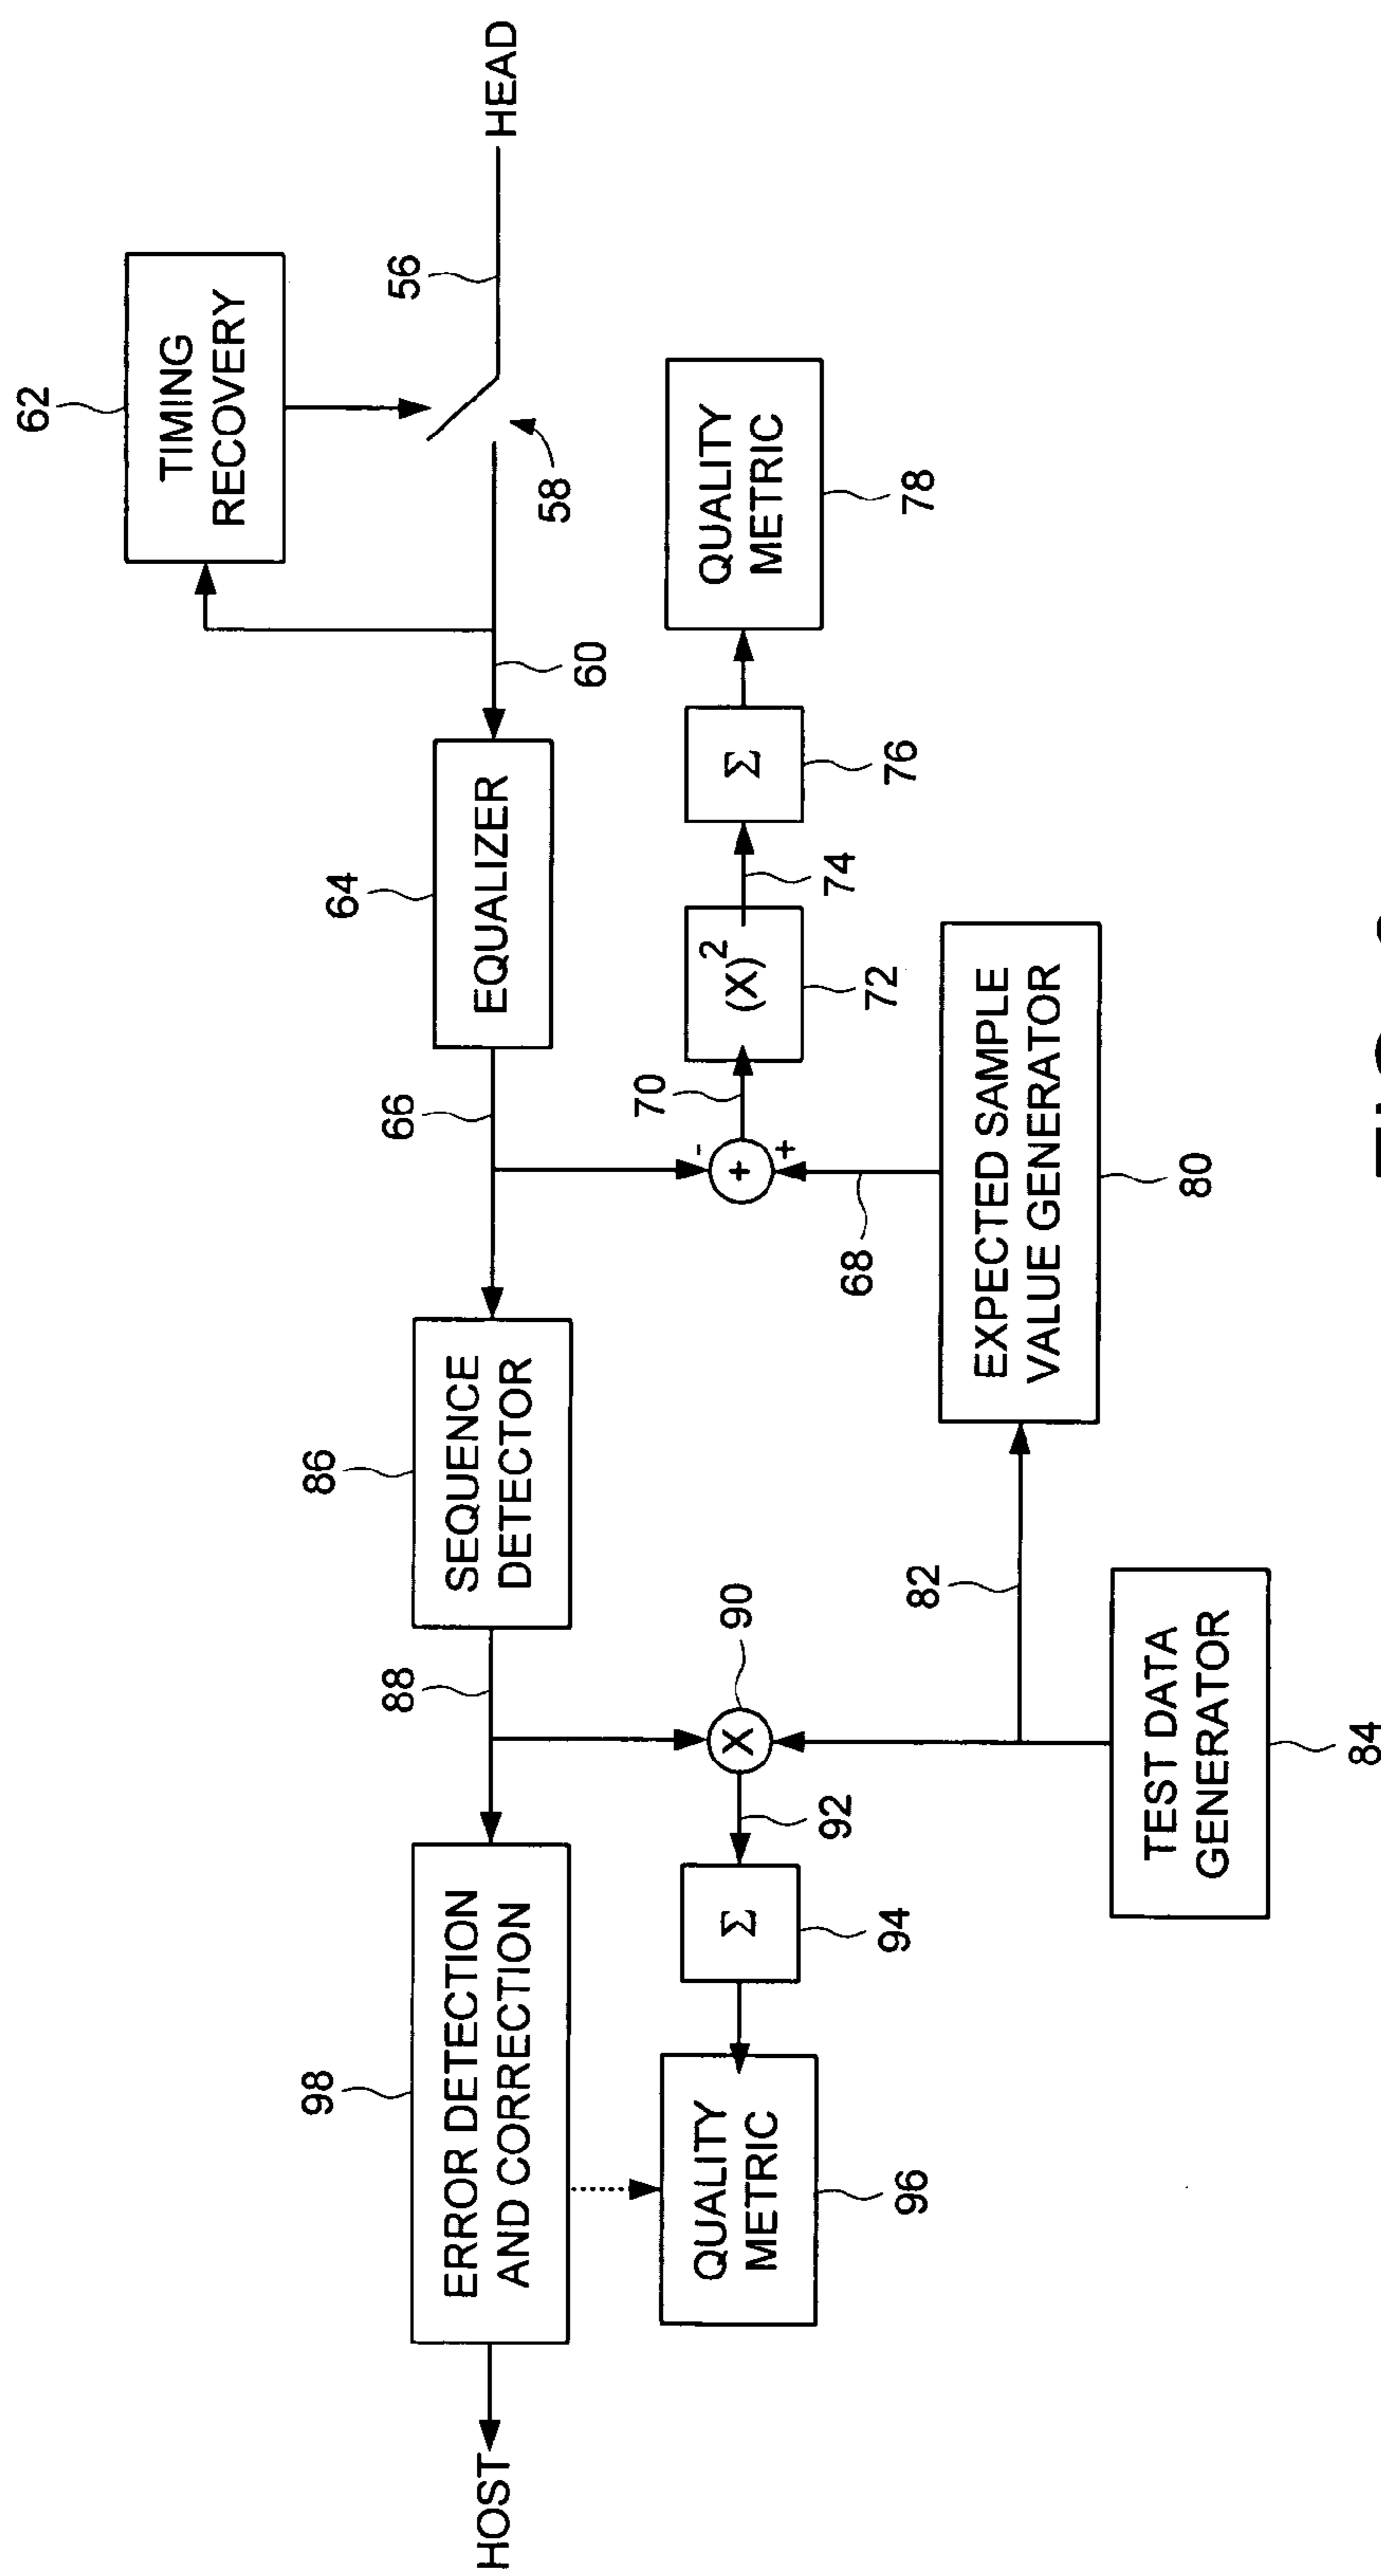 62
TIMING
RECOVERY
HEAD
56
58
60
64
EQUALIZER
66
86
SEQUENCE
DETECTOR
88
98
ERROR DETECTION
AND CORRECTION
HOST
QUALITY
METRIC
78
Σ
76
74
(X)²
72
70
-
+
+
68
EXPECTED SAMPLE
VALUE GENERATOR
80
82
90
X
92
Σ
94
QUALITY
METRIC
96
TEST DATA
GENERATOR
84